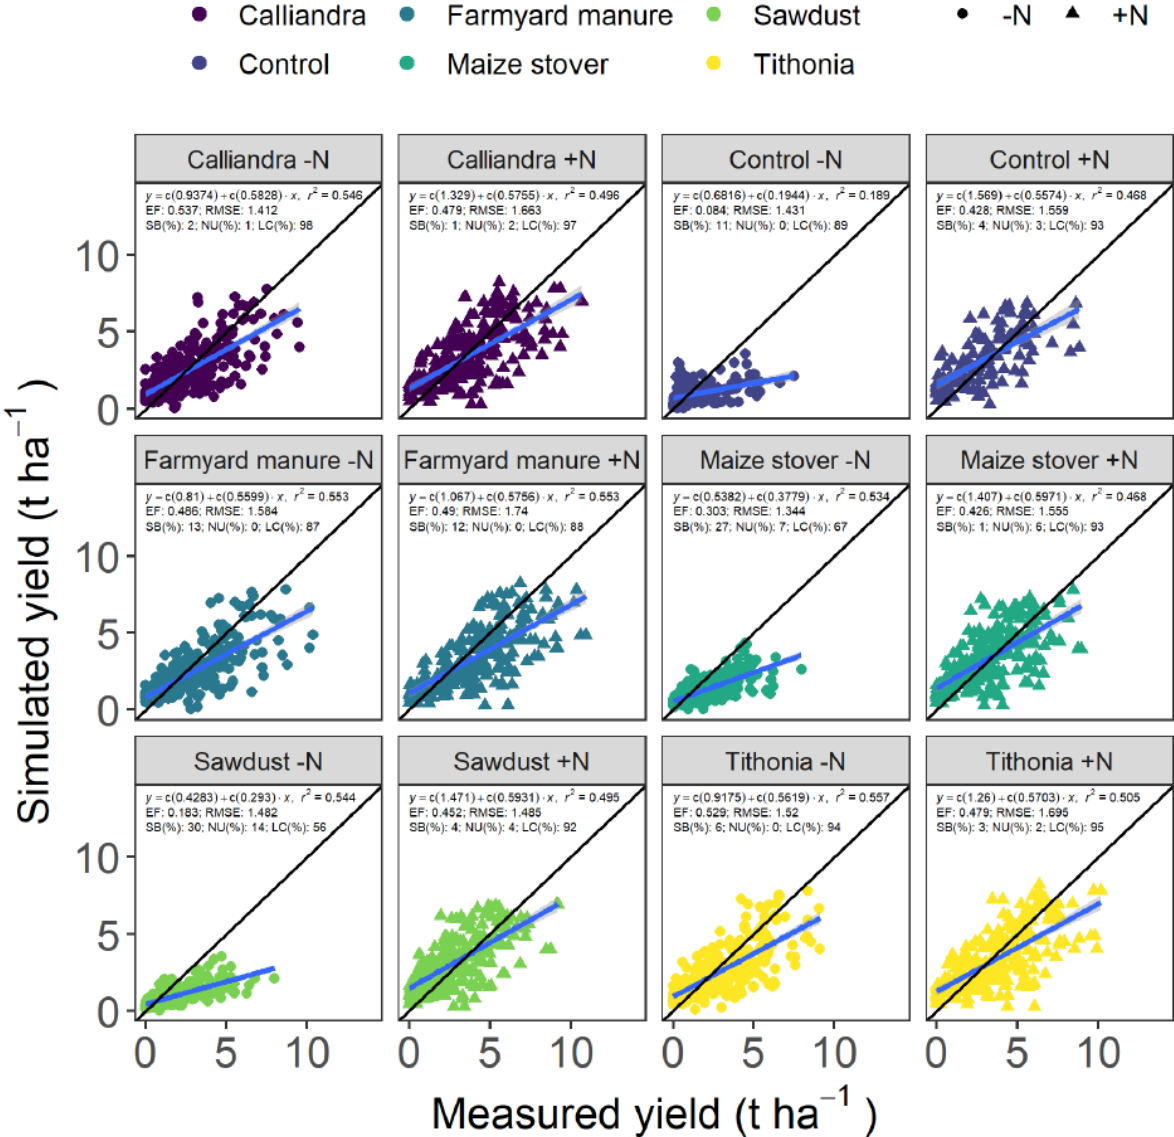 Calliandra Farmyard manure Sawdust -N +N
Control Maize stover Tithonia
Calliandra -N Calliandra +N Control -N Control +N
y = c(0.9374) + c(0.5828) · x, r² = 0.546
EF: 0.537; RMSE: 1.412
SB(%): 2; NU(%): 1; LC(%): 98
y = c(1.329) + c(0.5755) · x, r² = 0.496
EF: 0.479; RMSE: 1.663
SB(%): 1; NU(%): 2; LC(%): 97
y = c(0.6816) + c(0.1944) · x, r² = 0.189
EF: 0.084; RMSE: 1.431
SB(%): 11; NU(%): 0; LC(%): 89
y = c(1.569) + c(0.5574) · x, r² = 0.468
EF: 0.428; RMSE: 1.559
SB(%): 4; NU(%): 3; LC(%): 93
10
5
0
Farmyard manure -N Farmyard manure +N Maize stover -N Maize stover +N
y = c(0.81) + c(0.5599) · x, r² = 0.553
EF: 0.486; RMSE: 1.584
SB(%): 13; NU(%): 0; LC(%): 87
y = c(1.067) + c(0.5756) · x, r² = 0.553
EF: 0.49; RMSE: 1.74
SB(%): 12; NU(%): 0; LC(%): 88
y = c(0.5382) + c(0.3779) · x, r² = 0.534
EF: 0.303; RMSE: 1.344
SB(%): 27; NU(%): 7; LC(%): 67
y = c(1.407) + c(0.5971) · x, r² = 0.468
EF: 0.426; RMSE: 1.555
SB(%): 1; NU(%): 6; LC(%): 93
10
5
0
Sawdust -N Sawdust +N Tithonia -N Tithonia +N
y = c(0.4283) + c(0.293) · x, r² = 0.544
EF: 0.183; RMSE: 1.482
SB(%): 30; NU(%): 14; LC(%): 56
y = c(1.471) + c(0.5931) · x, r² = 0.495
EF: 0.452; RMSE: 1.485
SB(%): 4; NU(%): 4; LC(%): 92
y = c(0.9175) + c(0.5619) · x, r² = 0.557
EF: 0.529; RMSE: 1.52
SB(%): 6; NU(%): 0; LC(%): 94
y = c(1.26) + c(0.5703) · x, r² = 0.505
EF: 0.479; RMSE: 1.695
SB(%): 3; NU(%): 2; LC(%): 95
10
5
0
0 5 10 0 5 10 0 5 10 0 5 10
Simulated yield (t ha⁻¹)
Measured yield (t ha⁻¹)